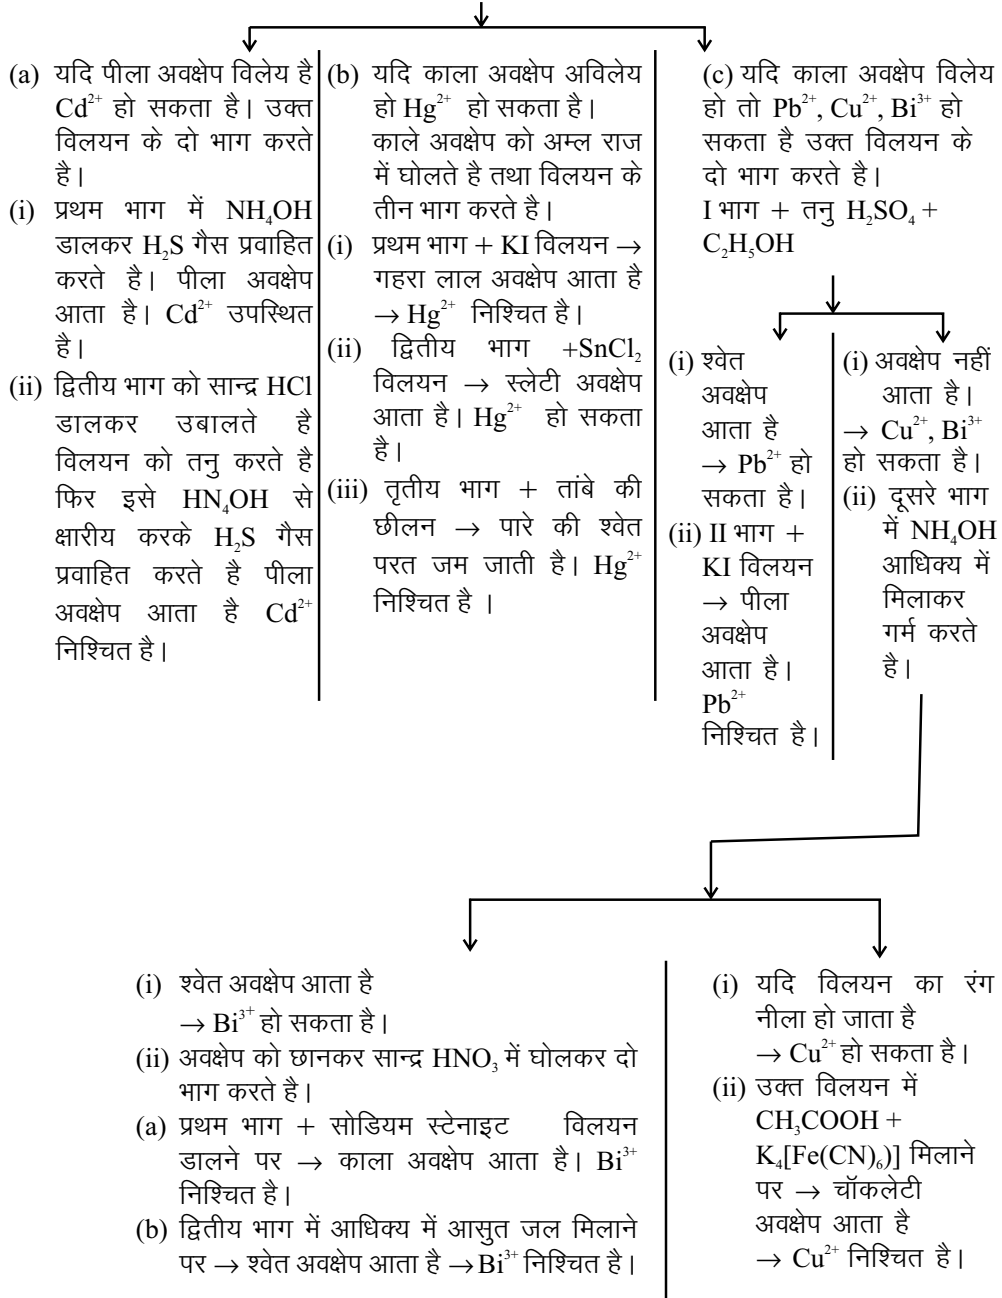 (a) यदि पीला अवक्षेप विलेय है
Cd²⁺ हो सकता है। उक्त
विलयन के दो भाग करते
है।
(i) प्रथम भाग में NH₄OH
डालकर H₂S गैस प्रवाहित
करते है। पीला अवक्षेप
आता है। Cd²⁺ उपस्थित
है।
(ii) द्वितीय भाग को सान्द्र HCl
डालकर उबालते है
विलयन को तनु करते है
फिर इसे HN₄OH से
क्षारीय करके H₂S गैस
प्रवाहित करते है पीला
अवक्षेप आता है Cd²⁺
निश्चित है।
(b) यदि काला अवक्षेप अविलेय
हो Hg²⁺ हो सकता है।
काले अवक्षेप को अम्ल राज
में घोलते है तथा विलयन के
तीन भाग करते है।
(i) प्रथम भाग + KI विलयन →
गहरा लाल अवक्षेप आता है
→ Hg²⁺ निश्चित है।
(ii) द्वितीय भाग +SnCl₂
विलयन → स्लेटी अवक्षेप
आता है। Hg²⁺ हो सकता
है।
(iii) तृतीय भाग + तांबे की
छीलन → पारे की श्वेत
परत जम जाती है। Hg²⁺
निश्चित है ।
(c) यदि काला अवक्षेप विलेय
हो तो Pb²⁺, Cu²⁺, Bi³⁺ हो
सकता है उक्त विलयन के
दो भाग करते है।
I भाग + तनु H₂SO₄ +
C₂H₅OH
(i) श्वेत
अवक्षेप
आता है
→ Pb²⁺ हो
सकता है।
(ii) II भाग +
KI विलयन
→ पीला
अवक्षेप
आता है।
Pb²⁺
निश्चित है।
(i) अवक्षेप नहीं
आता है।
→ Cu²⁺, Bi³⁺
हो सकता है।
(ii) दूसरे भाग
में NH₄OH
आधिक्य में
मिलाकर
गर्म करते
है।
(i) श्वेत अवक्षेप आता है
→ Bi³⁺ हो सकता है।
(ii) अवक्षेप को छानकर सान्द्र HNO₃ में घोलकर दो
भाग करते है।
(a) प्रथम भाग + सोडियम स्टेनाइट विलयन
डालने पर → काला अवक्षेप आता है। Bi³⁺
निश्चित है।
(b) द्वितीय भाग में आधिक्य में आसुत जल मिलाने
पर → श्वेत अवक्षेप आता है → Bi³⁺ निश्चित है।
(i) यदि विलयन का रंग
नीला हो जाता है
→ Cu²⁺ हो सकता है।
(ii) उक्त विलयन में
CH₃COOH +
K₄[Fe(CN)₆)] मिलाने
पर → चॉकलेटी
अवक्षेप आता है
→ Cu²⁺ निश्चित है।